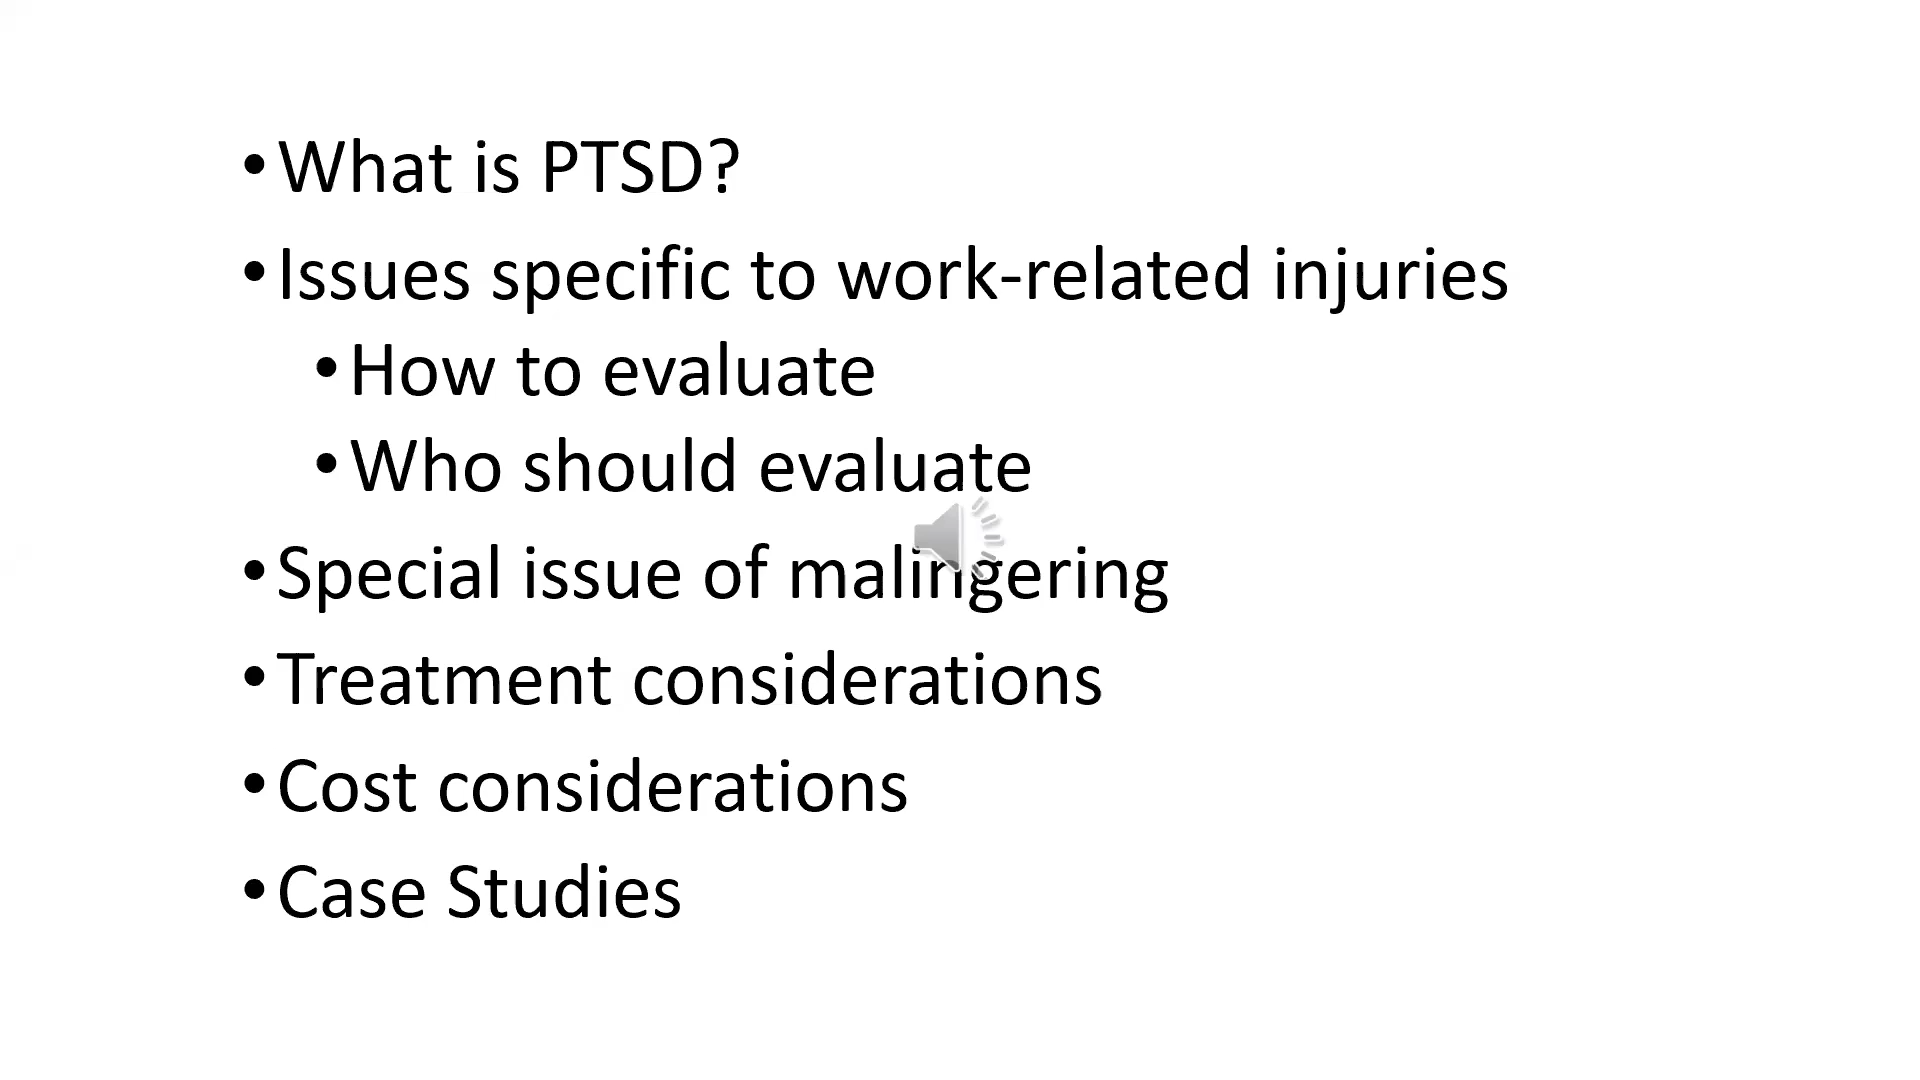 • What is PTSD?
• Issues specific to work-related injuries
• How to evaluate
• Who should evaluate
• Special issue of malingering
• Treatment considerations
• Cost considerations
• Case Studies